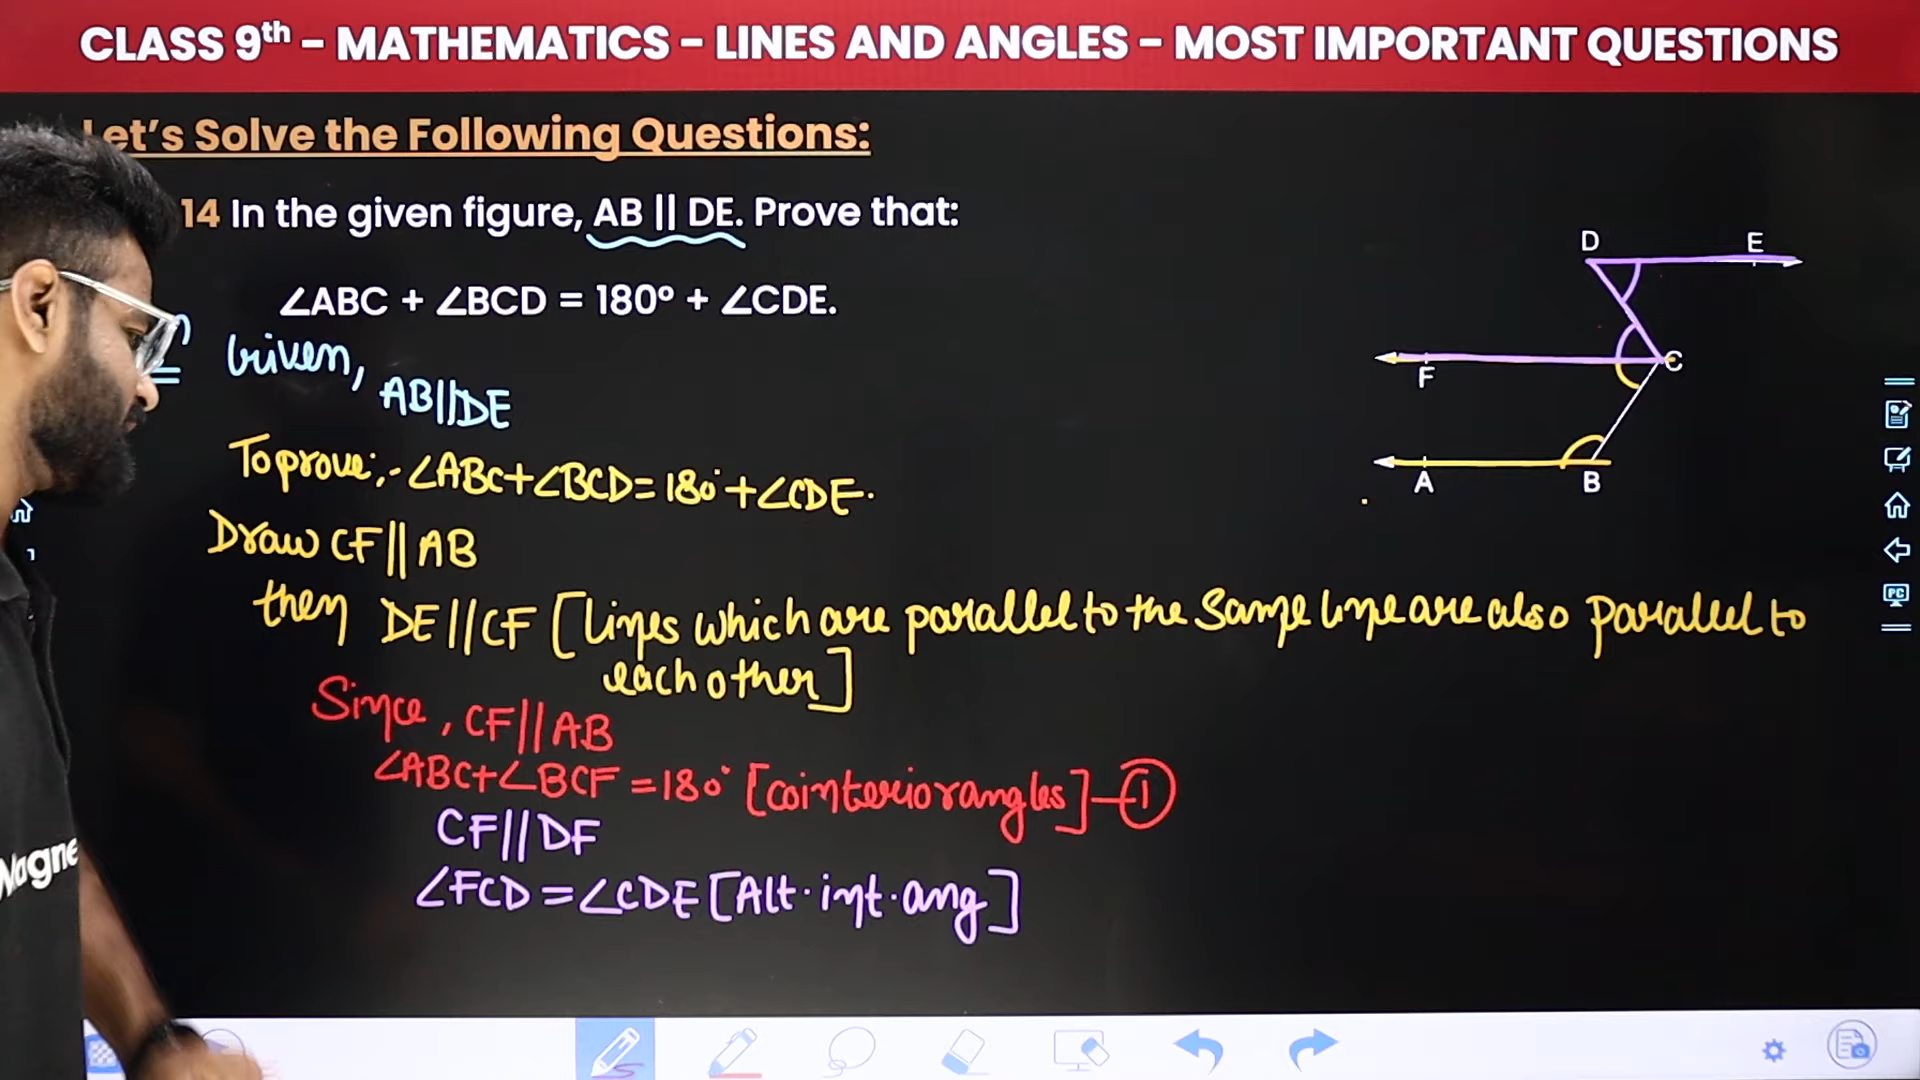 CLASS 9th - MATHEMATICS - LINES AND ANGLES - MOST IMPORTANT QUESTIONS
Let's Solve the Following Questions:
14 In the given figure, AB || DE. Prove that:
∠ABC + ∠BCD = 180° + ∠CDE.
Given,
AB||DE
To prove:- ∠ABC+∠BCD=180°+∠CDE.
Draw CF||AB
then DE||CF [lines which are parallel to the same line are also parallel to
each other]
Since, CF||AB
∠ABC+∠BCF=180° [cointerior angles]-①
CF||DF
∠FCD=∠CDE [Alt. int. ang]
D E
F C
A B
Magne
PC